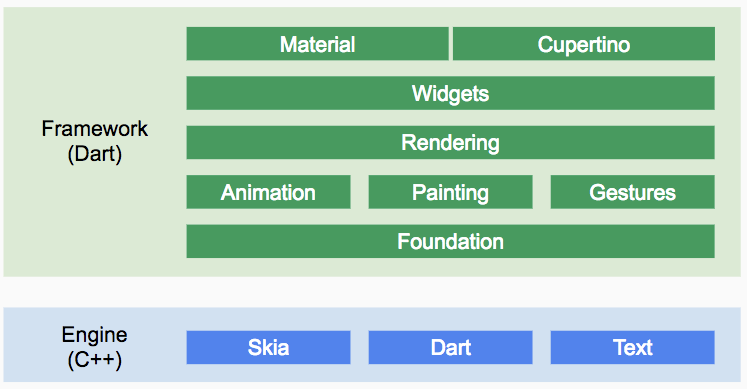 Framework
(Dart)
Material
Cupertino
Widgets
Rendering
Animation
Painting
Gestures
Foundation
Engine
(C++)
Skia
Dart
Text